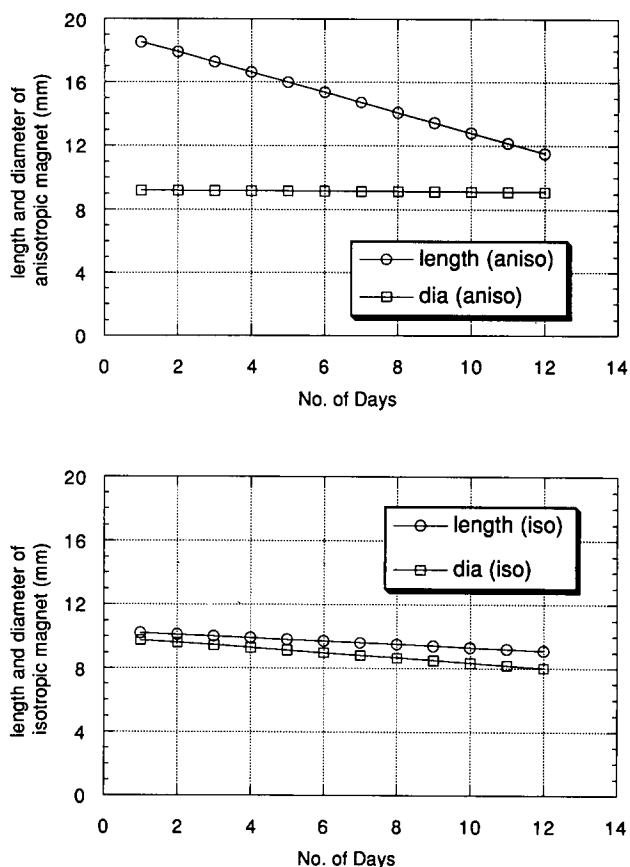 20
16
12
8
4
0
length and diameter of
anisotropic magnet (mm)
length (aniso)
dia (aniso)
0 2 4 6 8 10 12 14
No. of Days
20
16
12
8
4
0
length and diameter of
isotropic magnet (mm)
length (iso)
dia (iso)
0 2 4 6 8 10 12 14
No. of Days